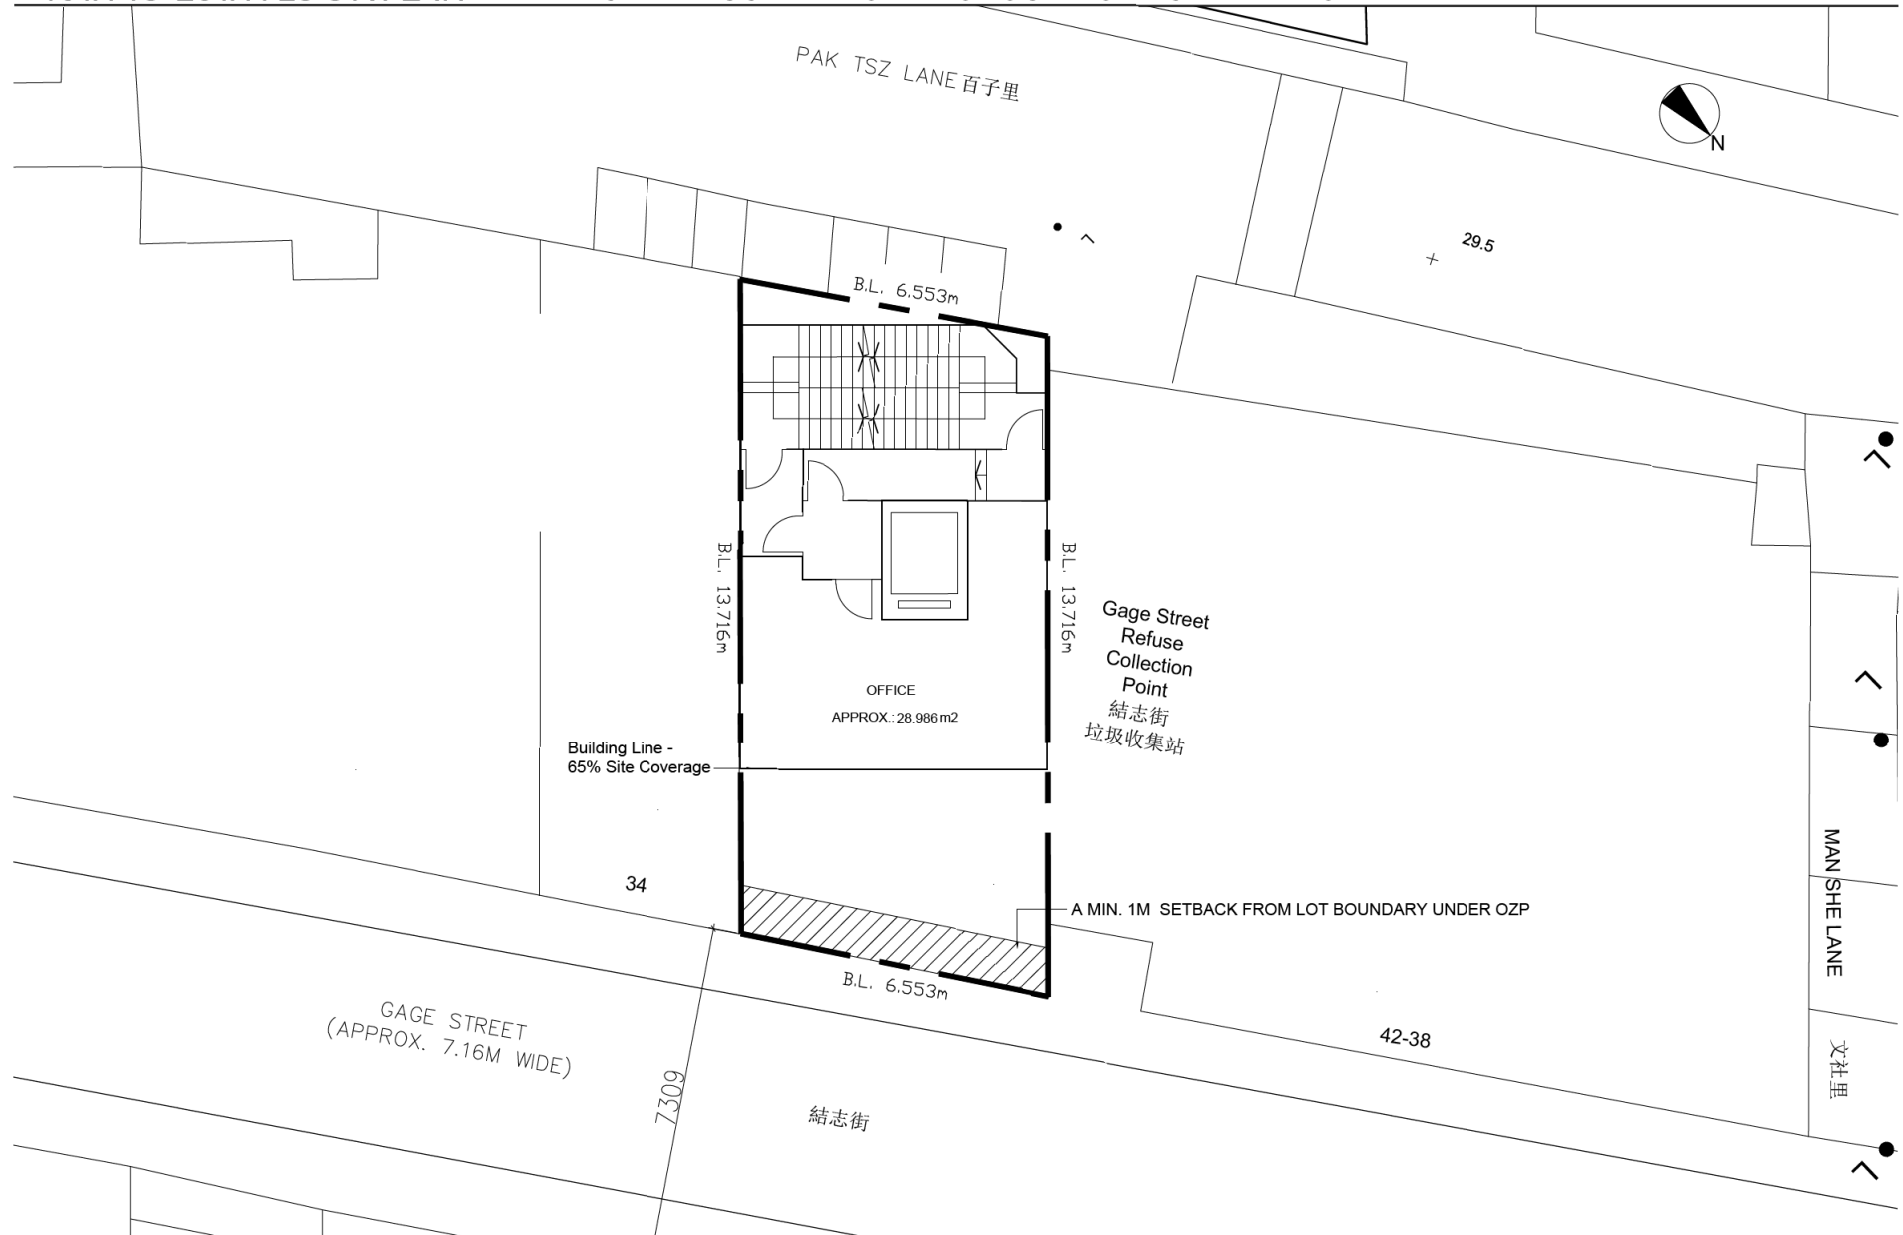 PAK TSZ LANE 百子里
N
29.5
B.L. 6.553m
B.L. 13.716m
B.L. 13.716m
Gage Street
Refuse
Collection
Point
結志街
垃圾收集站
OFFICE
APPROX.: 28.986 m2
Building Line -
65% Site Coverage
34
A MIN. 1M SETBACK FROM LOT BOUNDARY UNDER OZP
B.L. 6.553m
MAN SHE LANE
文社里
GAGE STREET
(APPROX. 7.16M WIDE)
7309
結志街
42-38